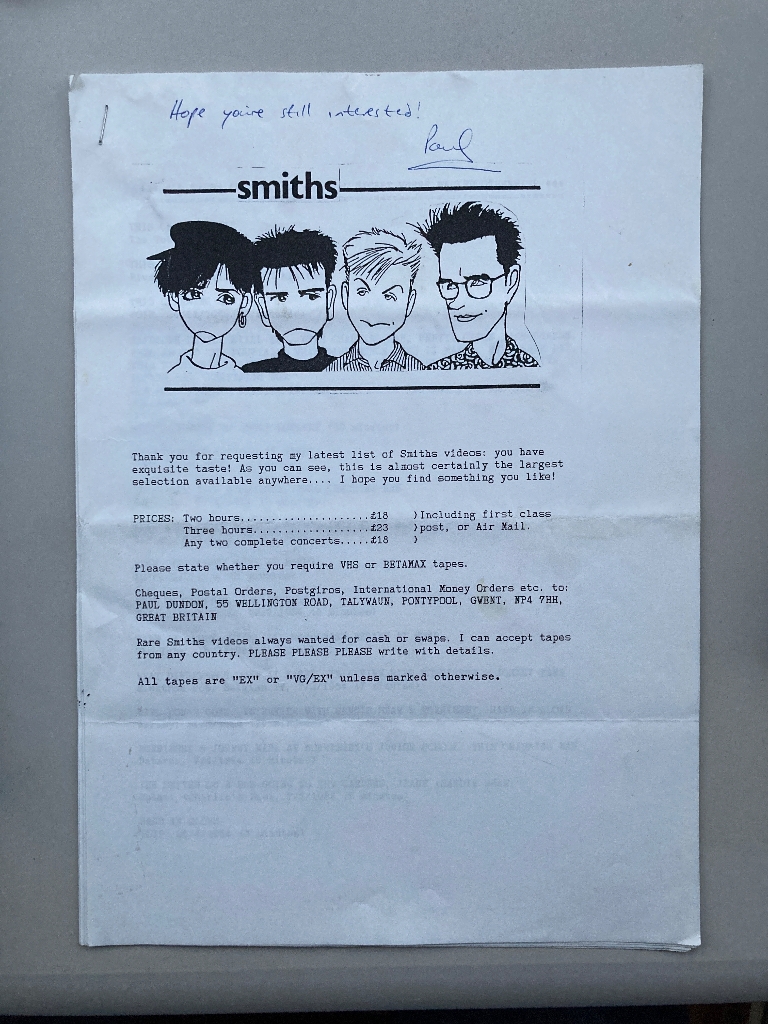 Hope you're still interested!
Paul
smiths
Thank you for requesting my latest list of Smiths videos: you have
exquisite taste! As you can see, this is almost certainly the largest
selection available anywhere.... I hope you find something you like!
PRICES: Two hours.....................£18 )Including first class
Three hours...................£23 )post, or Air Mail.
Any two complete concerts.....£18 )
Please state whether you require VHS or BETAMAX tapes.
Cheques, Postal Orders, Postgiros, International Money Orders etc. to:
PAUL DUNDON, 55 WELLINGTON ROAD, TALYWAUN, PONTYPOOL, GWENT, NP4 7HH,
GREAT BRITAIN
Rare Smiths videos always wanted for cash or swaps. I can accept tapes
from any country. PLEASE PLEASE PLEASE write with details.
All tapes are "EX" or "VG/EX" unless marked otherwise.